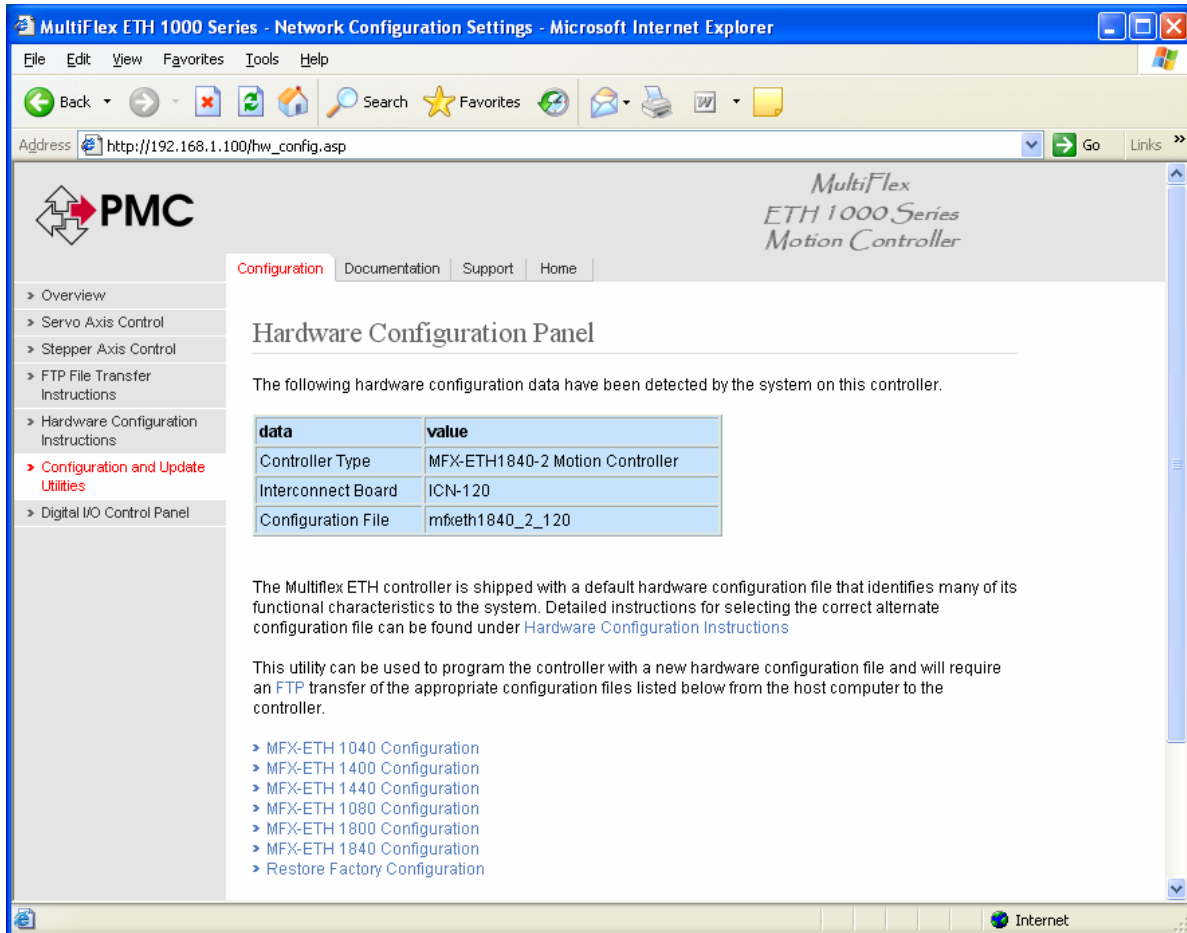 MultiFlex ETH 1000 Series - Network Configuration Settings - Microsoft Internet Explorer
File Edit View Favorites Tools Help
Back Search Favorites
Address http://192.168.1.100/hw_config.asp Go Links »
PMC
MultiFlex
ETH 1000 Series
Motion Controller
Configuration Documentation Support Home
> Overview
> Servo Axis Control
> Stepper Axis Control
> FTP File Transfer
Instructions
> Hardware Configuration
Instructions
> Configuration and Update
Utilities
> Digital I/O Control Panel
Hardware Configuration Panel
The following hardware configuration data have been detected by the system on this controller.
data value
Controller Type MFX-ETH1840-2 Motion Controller
Interconnect Board ICN-120
Configuration File mfxeth1840_2_120
The Multiflex ETH controller is shipped with a default hardware configuration file that identifies many of its
functional characteristics to the system. Detailed instructions for selecting the correct alternate
configuration file can be found under Hardware Configuration Instructions
This utility can be used to program the controller with a new hardware configuration file and will require
an FTP transfer of the appropriate configuration files listed below from the host computer to the
controller.
> MFX-ETH 1040 Configuration
> MFX-ETH 1400 Configuration
> MFX-ETH 1440 Configuration
> MFX-ETH 1080 Configuration
> MFX-ETH 1800 Configuration
> MFX-ETH 1840 Configuration
> Restore Factory Configuration
Internet